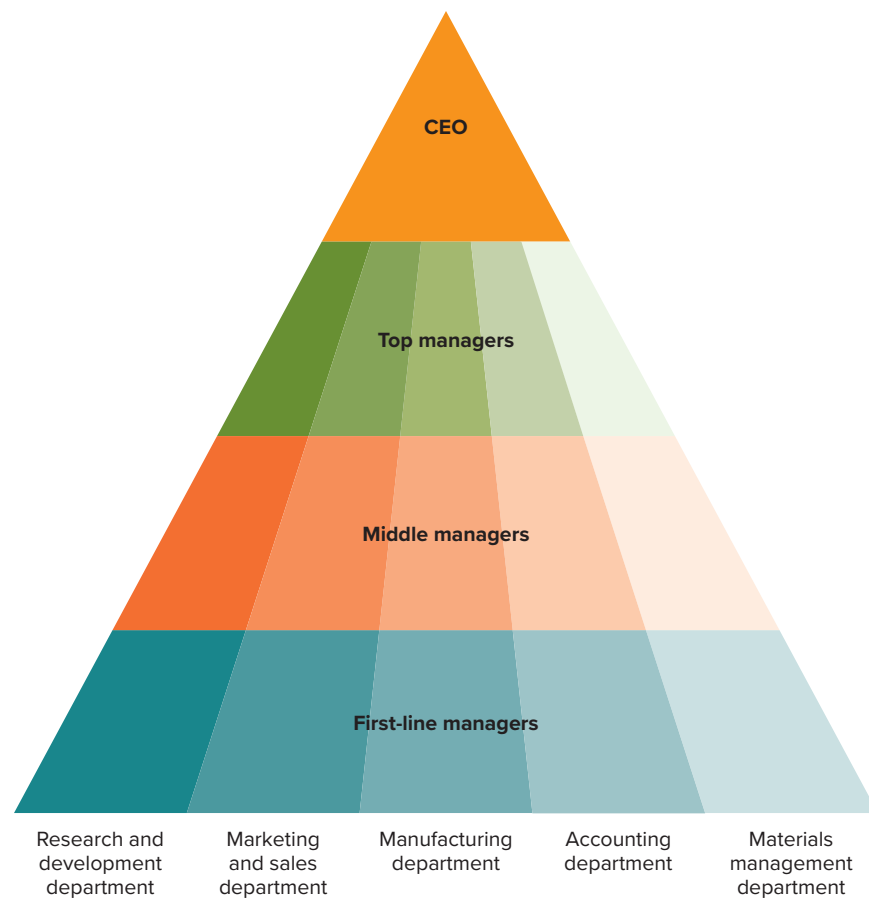 CEO
Top managers
Middle managers
First-line managers
Research and
development
department
Marketing
and sales
department
Manufacturing
department
Accounting
department
Materials
management
department